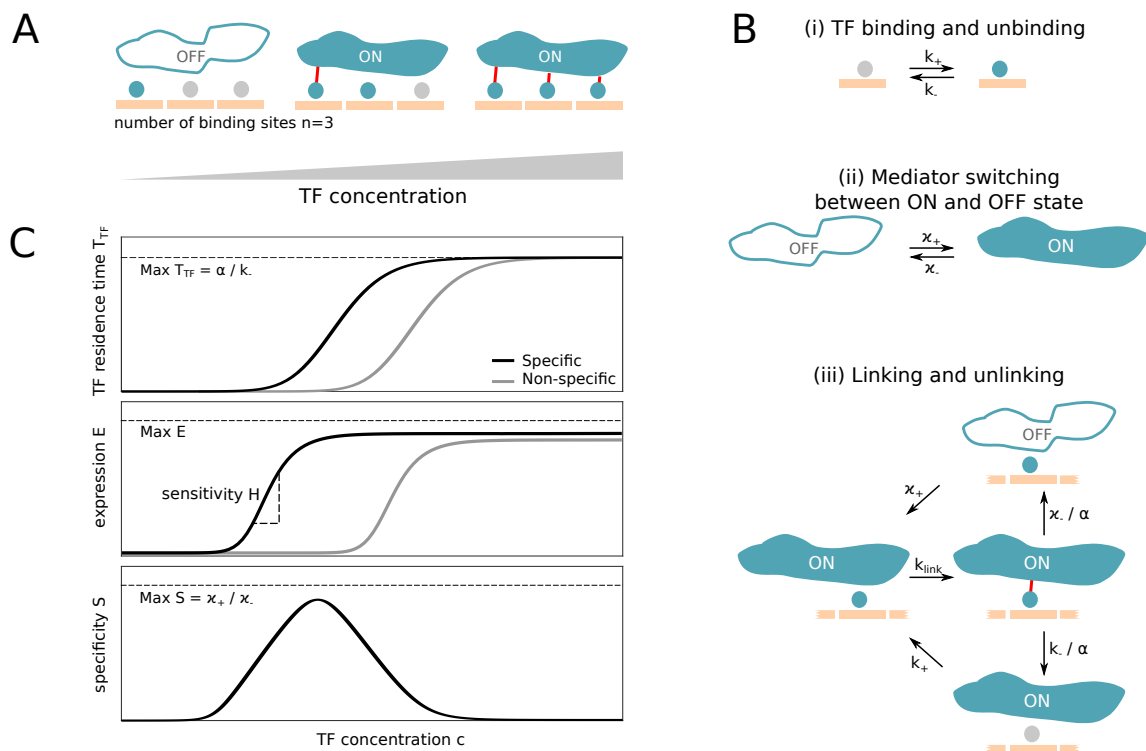 A
OFF
ON
ON
number of binding sites n=3
TF concentration
B
(i) TF binding and unbinding
k+
k-
(ii) Mediator switching
between ON and OFF state
OFF
ϰ+
ϰ-
ON
(iii) Linking and unlinking
OFF
ϰ+
ϰ- / α
ON
klink
ON
k+
k- / α
ON
C
TF residence time TTF
Max TTF = α / k-
Specific
Non-specific
expression E
Max E
sensitivity H
specificity S
Max S = ϰ+ / ϰ-
TF concentration c